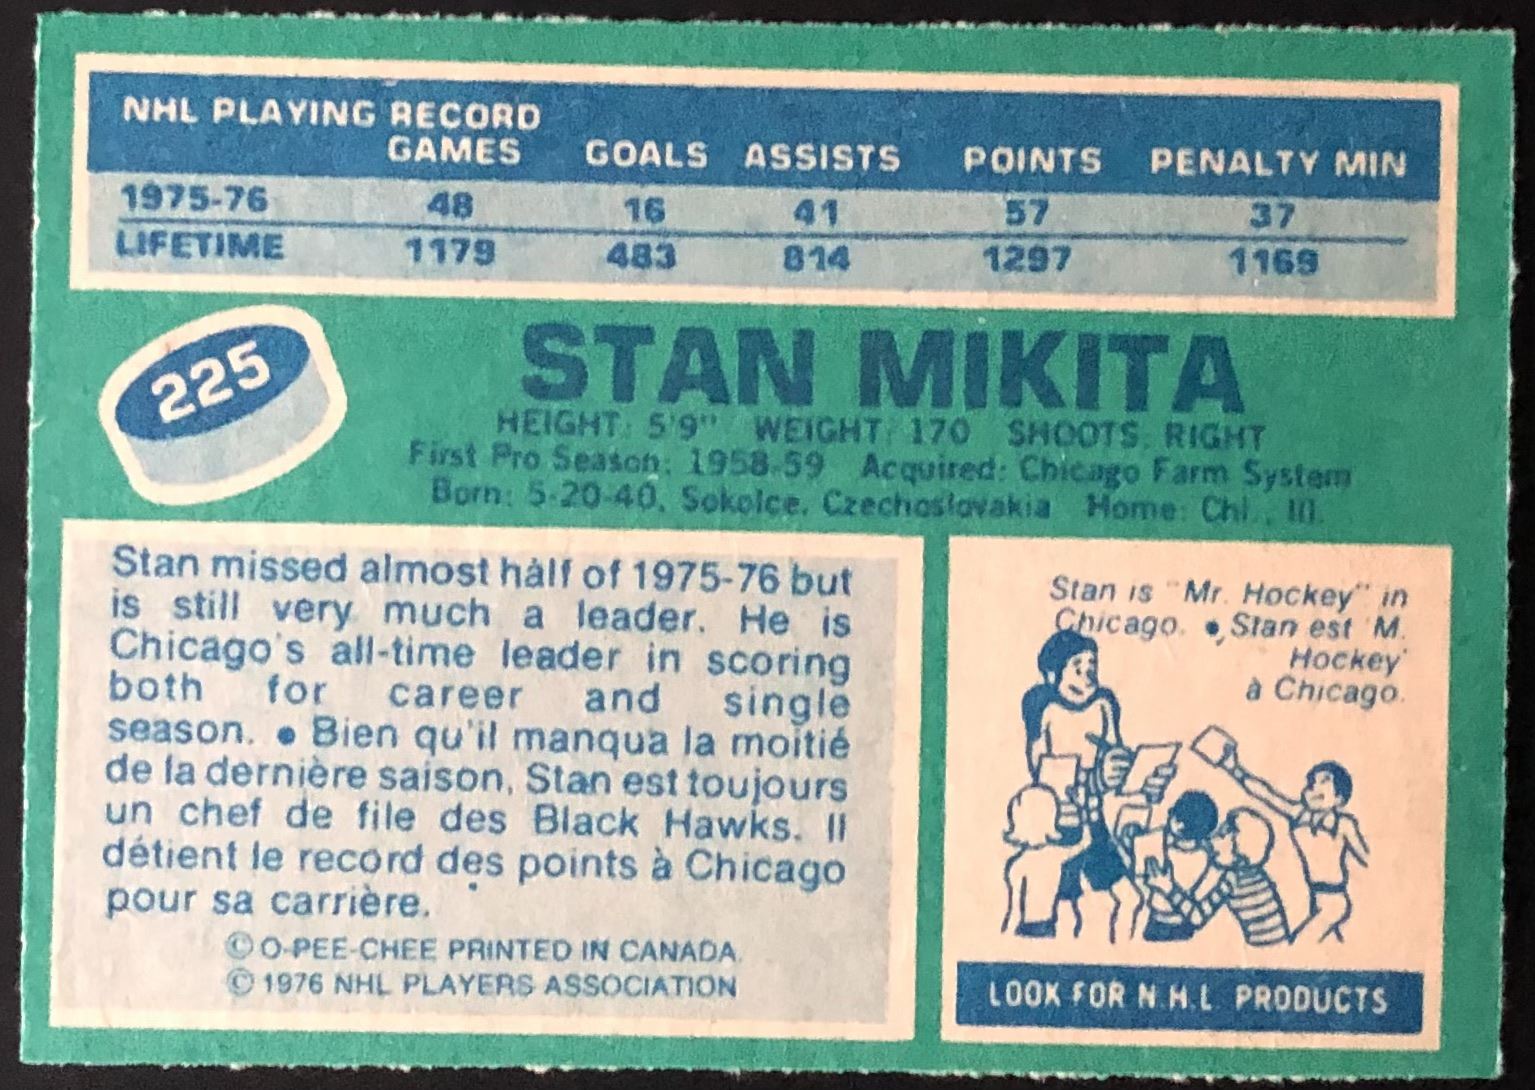 NHL PLAYING RECORD
GAMES GOALS ASSISTS POINTS PENALTY MIN
1975-76 48 16 41 57 37
LIFETIME 1179 483 814 1297 1169
225
STAN MIKITA
HEIGHT: 5'9" WEIGHT: 170 SHOOTS: RIGHT
First Pro Season: 1958-59 Acquired: Chicago Farm System
Born: 5-20-40, Sokolce, Czechoslovakia Home: Chi., Ill.
Stan missed almost half of 1975-76 but
is still very much a leader. He is
Chicago's all-time leader in scoring
both for career and single
season. • Bien qu'il manqua la moitié
de la dernière saison, Stan est toujours
un chef de file des Black Hawks. Il
détient le record des points à Chicago
pour sa carrière.
© O-PEE-CHEE PRINTED IN CANADA.
© 1976 NHL PLAYERS ASSOCIATION
Stan is "Mr. Hockey" in
Chicago. • Stan est 'M.
Hockey'
à Chicago.
LOOK FOR N.H.L PRODUCTS